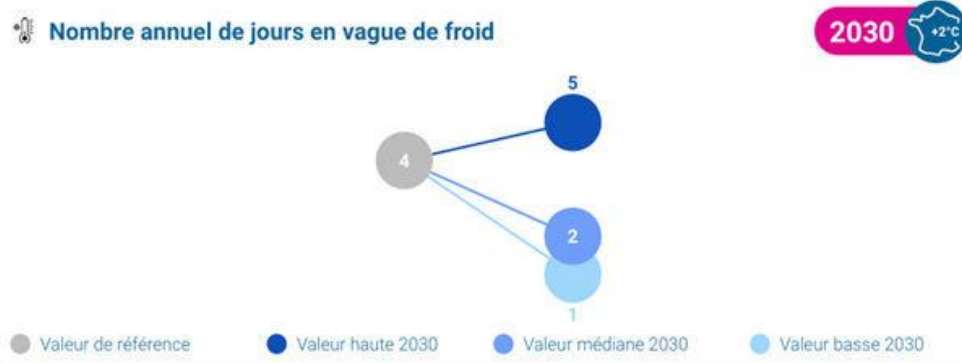 Nombre annuel de jours en vague de froid
2030 +2°C
5
4
2
1
Valeur de référence Valeur haute 2030 Valeur médiane 2030 Valeur basse 2030